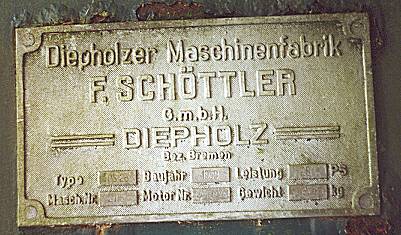 Diepholzer Maschinenfabrik
F. SCHÖTTLER
G.m.b.H.
DIEPHOLZ
Bez. Bremen
Type Baujahr Leistung PS
Masch.Nr. Motor Nr. Gewicht kg